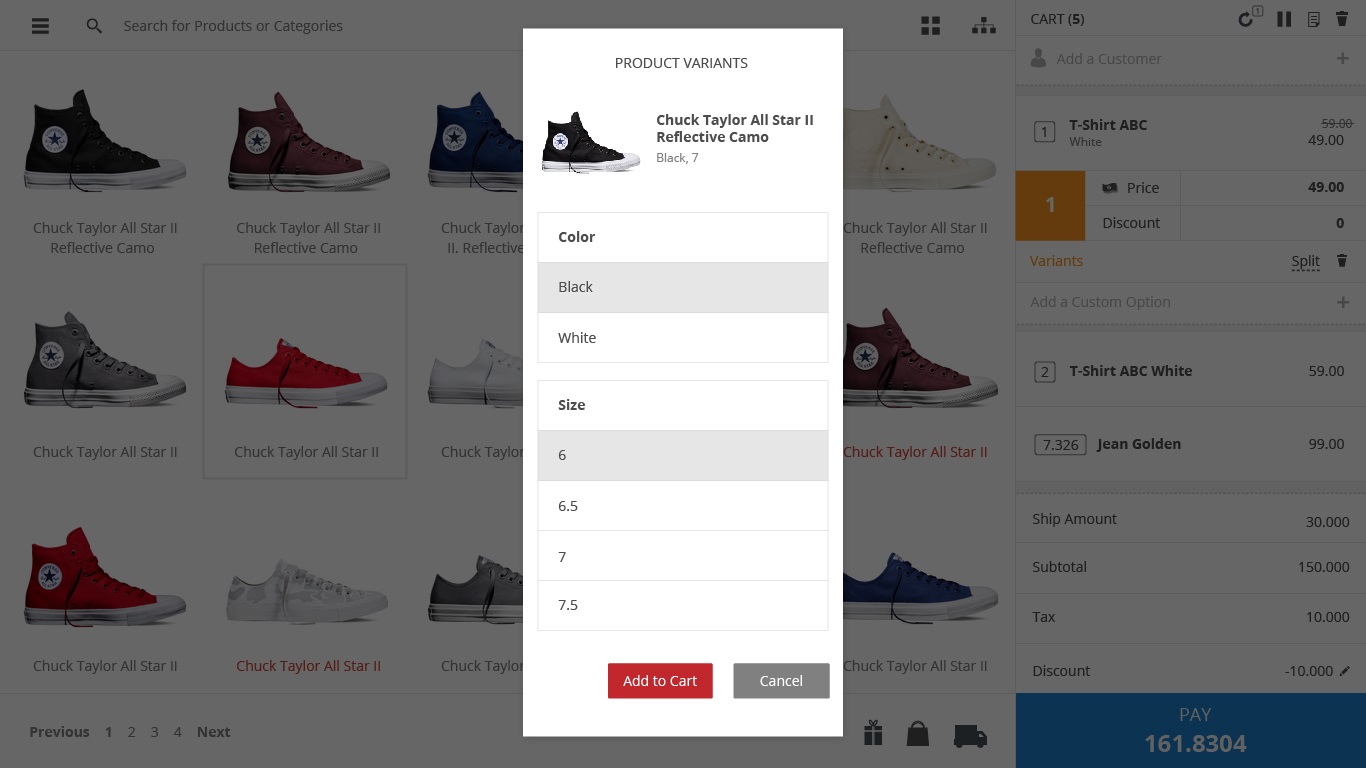 Search for Products or Categories
CART (5)
1
Add a Customer
+
1
T-Shirt ABC
White
59.00
49.00
1
Price
49.00
Discount
0
Variants
Split
Add a Custom Option
+
2
T-Shirt ABC White
59.00
7.326
Jean Golden
99.00
Ship Amount
30.000
Subtotal
150.000
Tax
10.000
Discount
-10.000
PAY
161.8304
PRODUCT VARIANTS
Chuck Taylor All Star II
Reflective Camo
Black, 7
Color
Black
White
Size
6
6.5
7
7.5
Add to Cart
Cancel
Chuck Taylor All Star II
Reflective Camo
Chuck Taylor All Star II
Reflective Camo
Chuck Taylor
II. Reflective
Chuck Taylor All Star II
Reflective Camo
Chuck Taylor All Star II
Chuck Taylor All Star II
Chuck Taylor
Chuck Taylor All Star II
Chuck Taylor All Star II
Chuck Taylor All Star II
Chuck Taylor
Chuck Taylor All Star II
Previous 1 2 3 4 Next